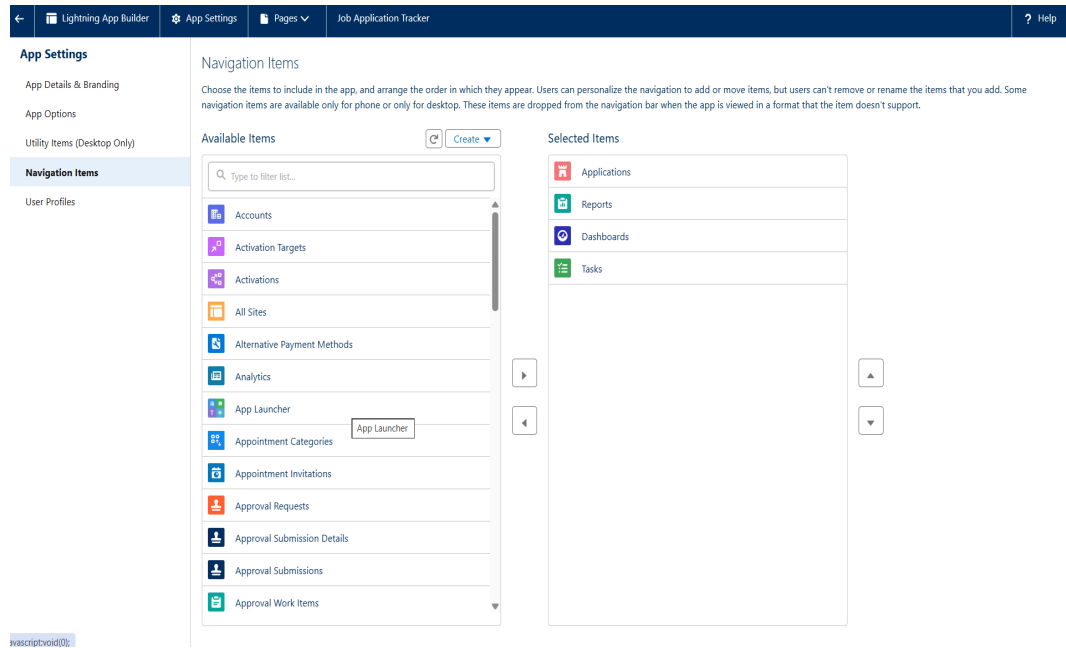 Lightning App Builder
App Settings
Pages
Job Application Tracker
? Help
App Settings
App Details & Branding
App Options
Utility Items (Desktop Only)
Navigation Items
User Profiles
Navigation Items
Choose the items to include in the app, and arrange the order in which they appear. Users can personalize the navigation to add or move items, but users can't remove or rename the items that you add. Some
navigation items are available only for phone or only for desktop. These items are dropped from the navigation bar when the app is viewed in a format that the item doesn't support.
Available Items
Create
Type to filter list...
Accounts
Activation Targets
Activations
All Sites
Alternative Payment Methods
Analytics
App Launcher
App Launcher
Appointment Categories
Appointment Invitations
Approval Requests
Approval Submission Details
Approval Submissions
Approval Work Items
Selected Items
Applications
Reports
Dashboards
Tasks
avascript:void(0);